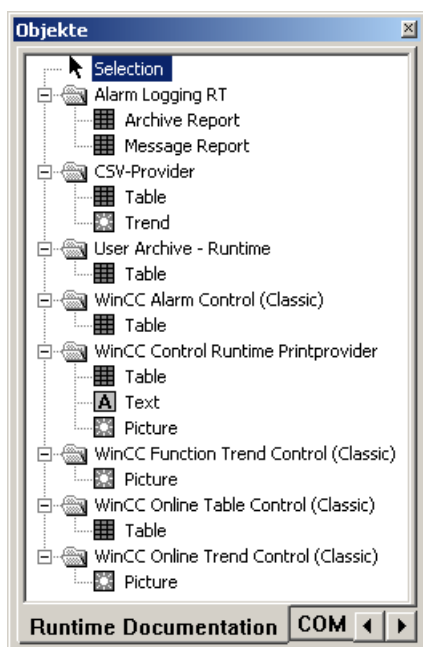 Objekte
Selection
Alarm Logging RT
Archive Report
Message Report
CSV-Provider
Table
Trend
User Archive - Runtime
Table
WinCC Alarm Control (Classic)
Table
WinCC Control Runtime Printprovider
Table
A Text
Picture
WinCC Function Trend Control (Classic)
Picture
WinCC Online Table Control (Classic)
Table
WinCC Online Trend Control (Classic)
Picture
Runtime Documentation COM